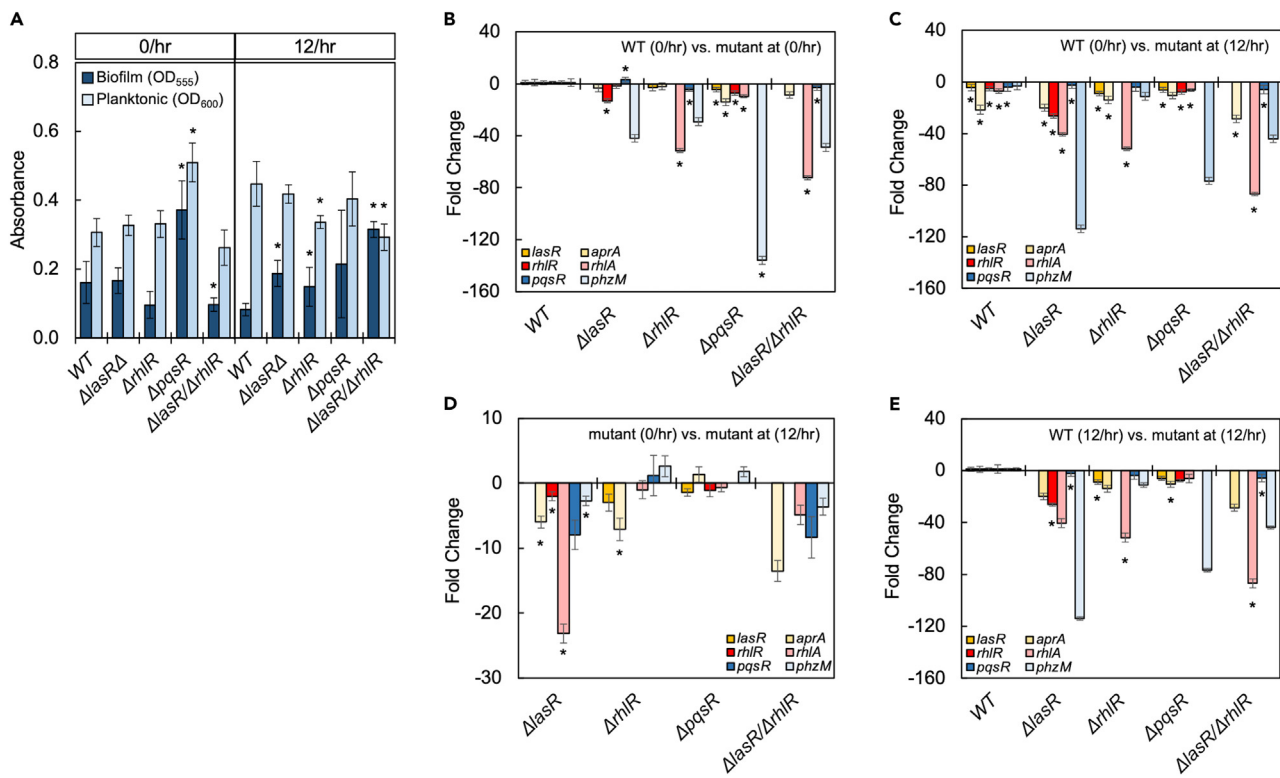 A
0/hr 12/hr
Biofilm (OD555)
Planktonic (OD600)
Absorbance
0.8
0.6
0.4
0.2
0.0
* * * * * * *
WT ΔlasRΔ ΔrhlR ΔpqsR ΔlasR/ΔrhlR WT ΔlasRΔ ΔrhlR ΔpqsR ΔlasR/ΔrhlR
B
WT (0/hr) vs. mutant at (0/hr)
Fold Change
40
0
-40
-80
-120
-160
lasR aprA
rhlR rhlA
pqsR phzM
WT ΔlasR ΔrhlR ΔpqsR ΔlasR/ΔrhlR
C
WT (0/hr) vs. mutant at (12/hr)
Fold Change
40
0
-40
-80
-120
-160
lasR aprA
rhlR rhlA
pqsR phzM
WT ΔlasR ΔrhlR ΔpqsR ΔlasR/ΔrhlR
D
mutant (0/hr) vs. mutant at (12/hr)
Fold Change
10
0
-10
-20
-30
lasR aprA
rhlR rhlA
pqsR phzM
ΔlasR ΔrhlR ΔpqsR ΔlasR/ΔrhlR
E
WT (12/hr) vs. mutant at (12/hr)
Fold Change
40
0
-40
-80
-120
-160
lasR aprA
rhlR rhlA
pqsR phzM
WT ΔlasR ΔrhlR ΔpqsR ΔlasR/ΔrhlR